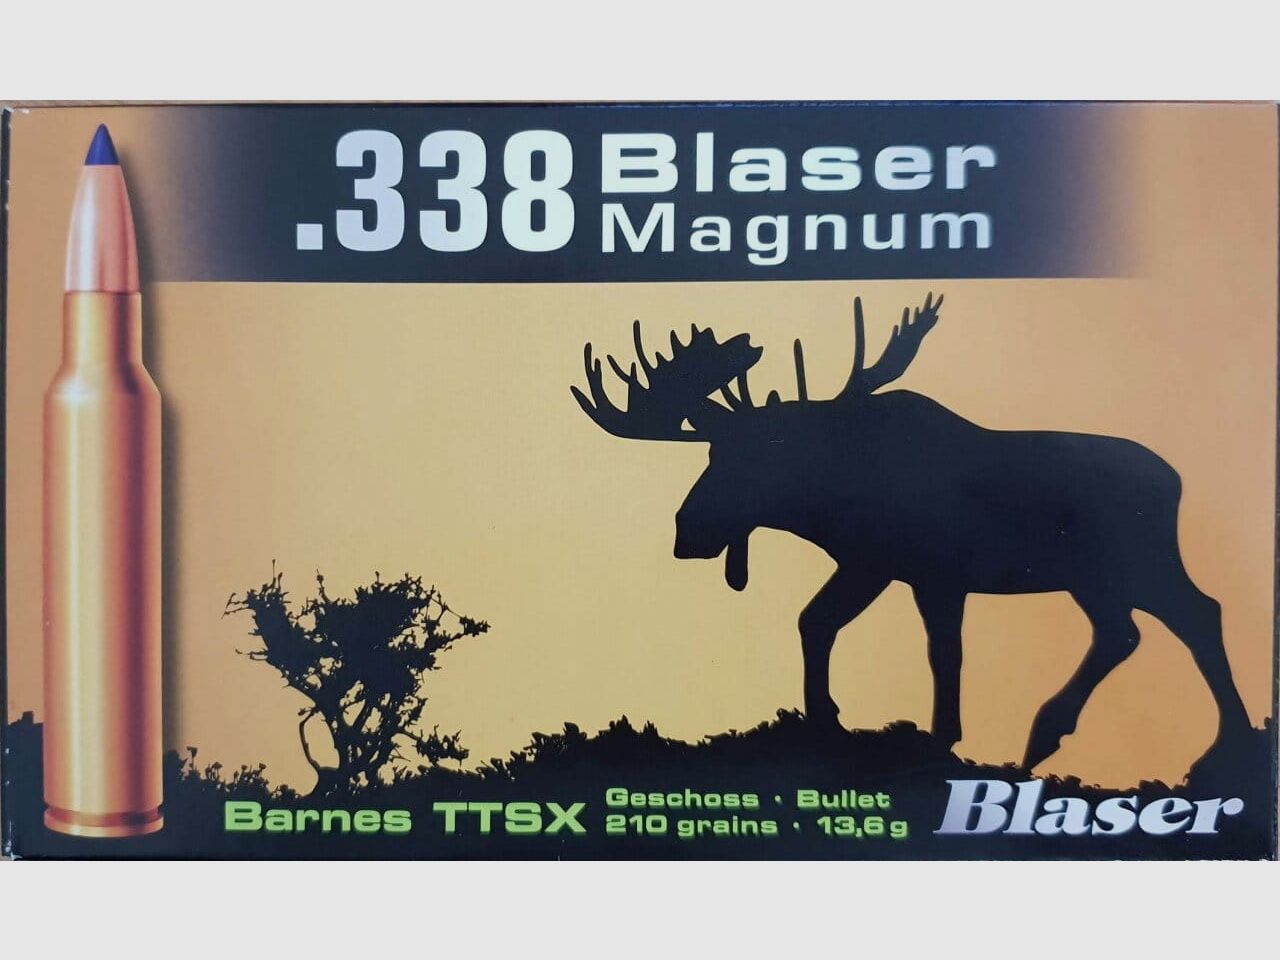 .338 Blaser
Magnum
Barnes TTSX
Geschoss · Bullet
210 grains · 13,6 g
Blaser